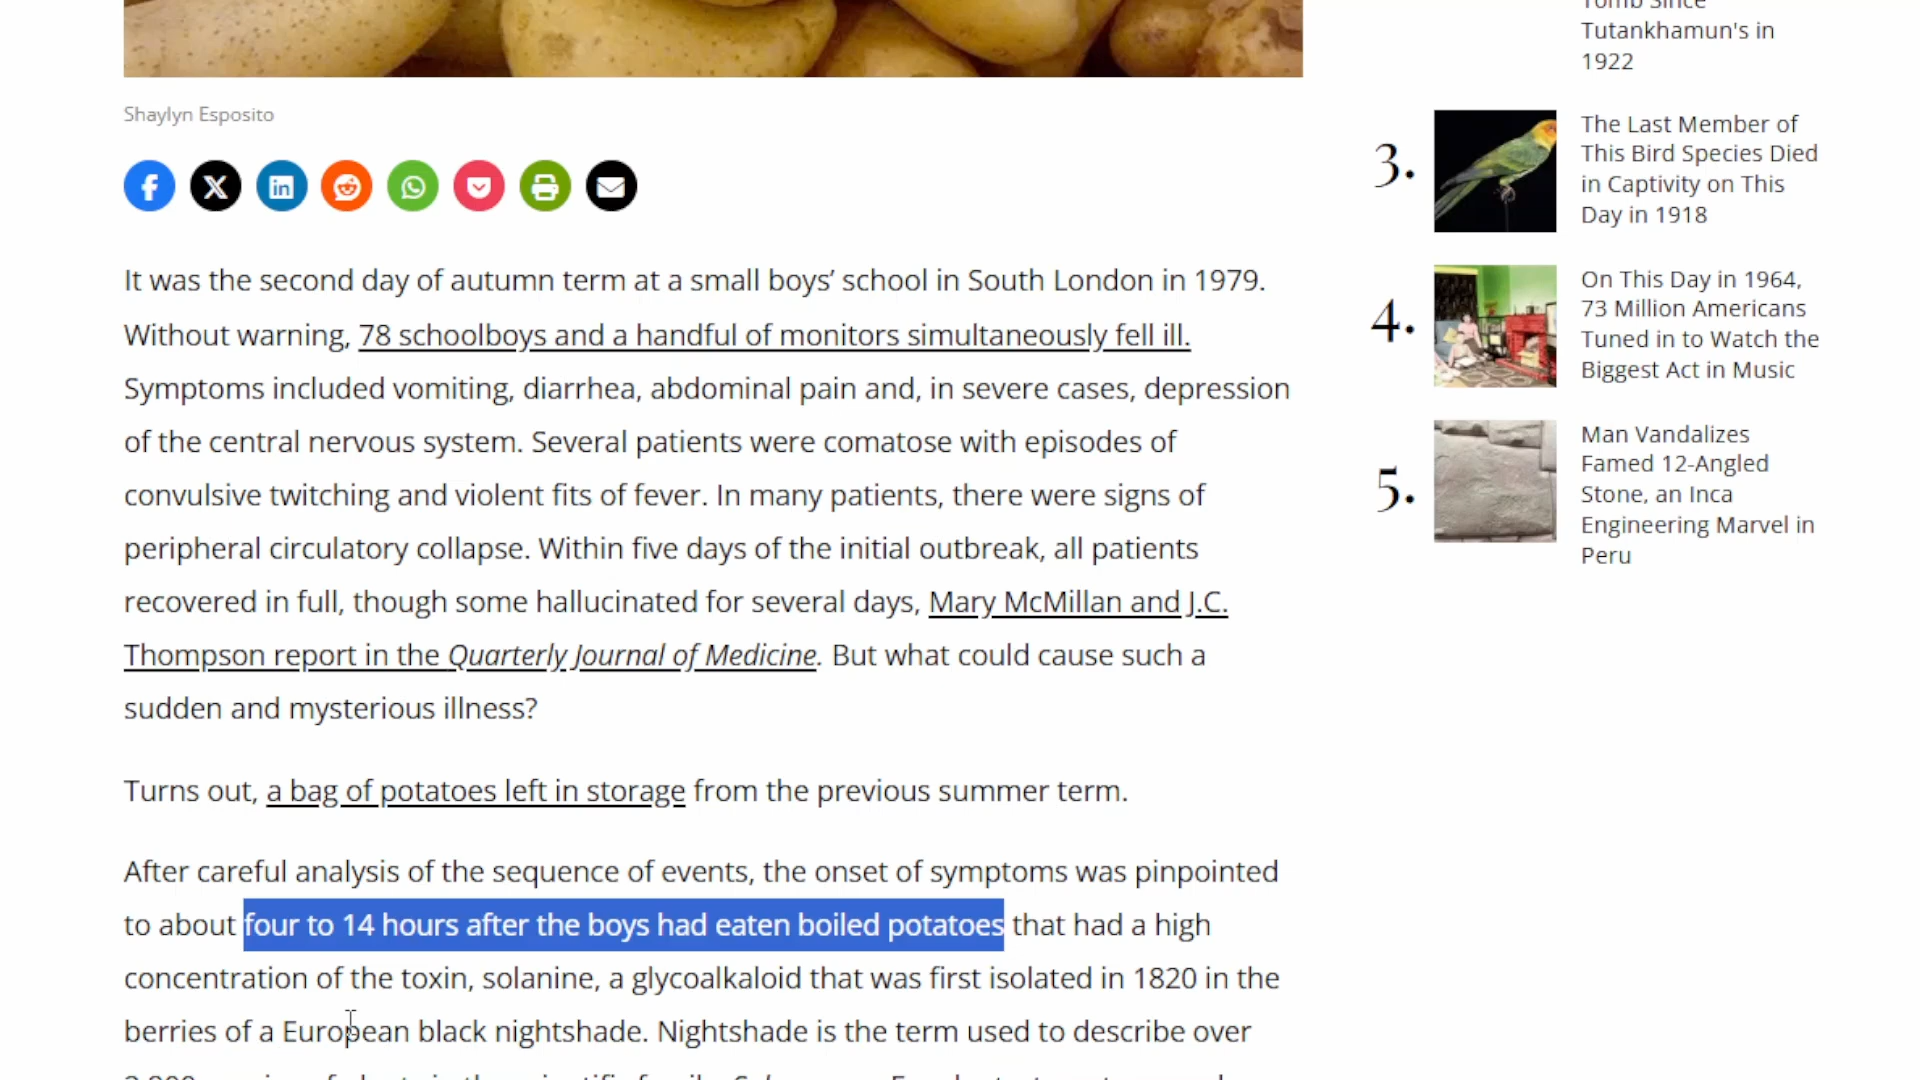 Shaylyn Esposito
It was the second day of autumn term at a small boys’ school in South London in 1979.
Without warning, 78 schoolboys and a handful of monitors simultaneously fell ill.
Symptoms included vomiting, diarrhea, abdominal pain and, in severe cases, depression
of the central nervous system. Several patients were comatose with episodes of
convulsive twitching and violent fits of fever. In many patients, there were signs of
peripheral circulatory collapse. Within five days of the initial outbreak, all patients
recovered in full, though some hallucinated for several days, Mary McMillan and J.C.
Thompson report in the Quarterly Journal of Medicine. But what could cause such a
sudden and mysterious illness?
Turns out, a bag of potatoes left in storage from the previous summer term.
After careful analysis of the sequence of events, the onset of symptoms was pinpointed
to about four to 14 hours after the boys had eaten boiled potatoes that had a high
concentration of the toxin, solanine, a glycoalkaloid that was first isolated in 1820 in the
berries of a European black nightshade. Nightshade is the term used to describe over
Tomb Since
Tutankhamun's in
1922
3.
The Last Member of
This Bird Species Died
in Captivity on This
Day in 1918
4.
On This Day in 1964,
73 Million Americans
Tuned in to Watch the
Biggest Act in Music
5.
Man Vandalizes
Famed 12-Angled
Stone, an Inca
Engineering Marvel in
Peru